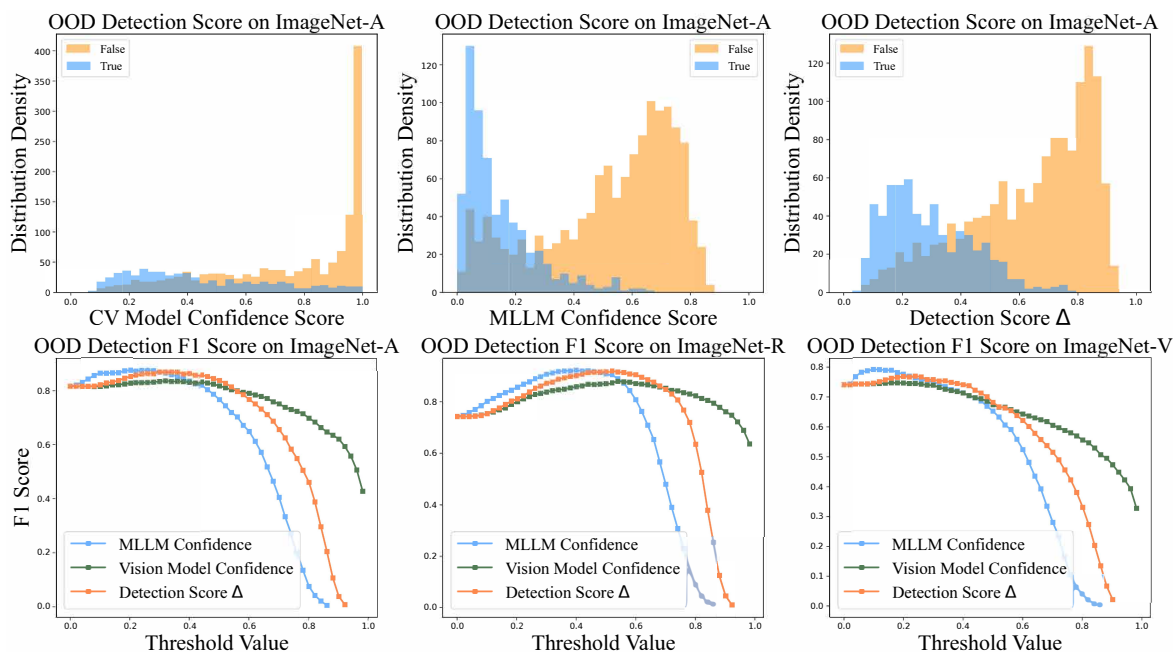 OOD Detection Score on ImageNet-A
False
True
Distribution Density
0 50 100 150 200 250 300 350 400
0.0 0.2 0.4 0.6 0.8 1.0
CV Model Confidence Score
OOD Detection Score on ImageNet-A
False
True
Distribution Density
0 20 40 60 80 100 120
0.0 0.2 0.4 0.6 0.8 1.0
MLLM Confidence Score
OOD Detection Score on ImageNet-A
False
True
Distribution Density
0 20 40 60 80 100 120
0.0 0.2 0.4 0.6 0.8 1.0
Detection Score Δ
OOD Detection F1 Score on ImageNet-A
F1 Score
0.0 0.2 0.4 0.6 0.8
MLLM Confidence
Vision Model Confidence
Detection Score Δ
0.0 0.2 0.4 0.6 0.8 1.0
Threshold Value
OOD Detection F1 Score on ImageNet-R
0.0 0.2 0.4 0.6 0.8
MLLM Confidence
Vision Model Confidence
Detection Score Δ
0.0 0.2 0.4 0.6 0.8 1.0
Threshold Value
OOD Detection F1 Score on ImageNet-V
0.0 0.1 0.2 0.3 0.4 0.5 0.6 0.7 0.8
MLLM Confidence
Vision Model Confidence
Detection Score Δ
0.0 0.2 0.4 0.6 0.8 1.0
Threshold Value